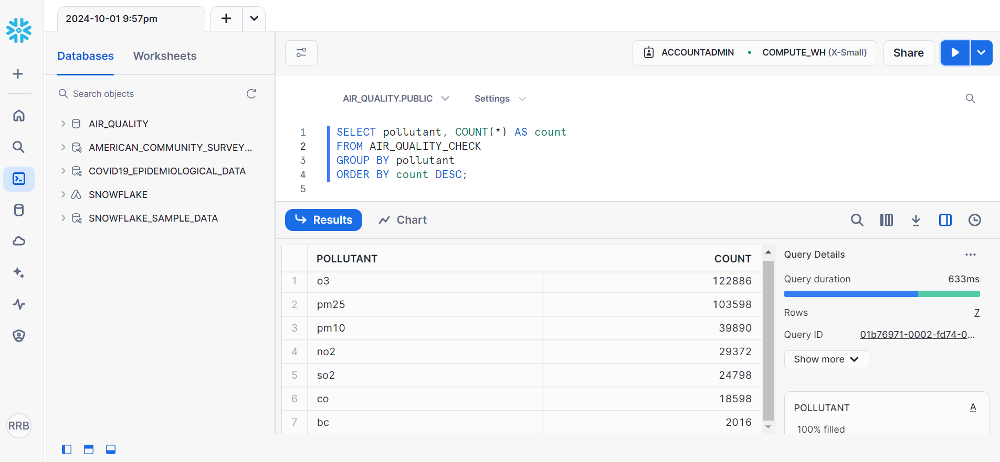 2024-10-01 9:57pm
Databases Worksheets
Search objects
AIR_QUALITY
AMERICAN_COMMUNITY_SURVEY...
COVID19_EPIDEMIOLOGICAL_DATA
SNOWFLAKE
SNOWFLAKE_SAMPLE_DATA
RRB
ACCOUNTADMIN • COMPUTE_WH (X-Small) Share
AIR_QUALITY.PUBLIC Settings
1 SELECT pollutant, COUNT(*) AS count
2 FROM AIR_QUALITY_CHECK
3 GROUP BY pollutant
4 ORDER BY count DESC;
5
Results Chart
POLLUTANT COUNT
1 o3 122886
2 pm25 103598
3 pm10 39890
4 no2 29372
5 so2 24798
6 co 18598
7 bc 2016
Query Details ...
Query duration 633ms
Rows 7
Query ID 01b76971-0002-fd74-0...
Show more
POLLUTANT A
100% filled